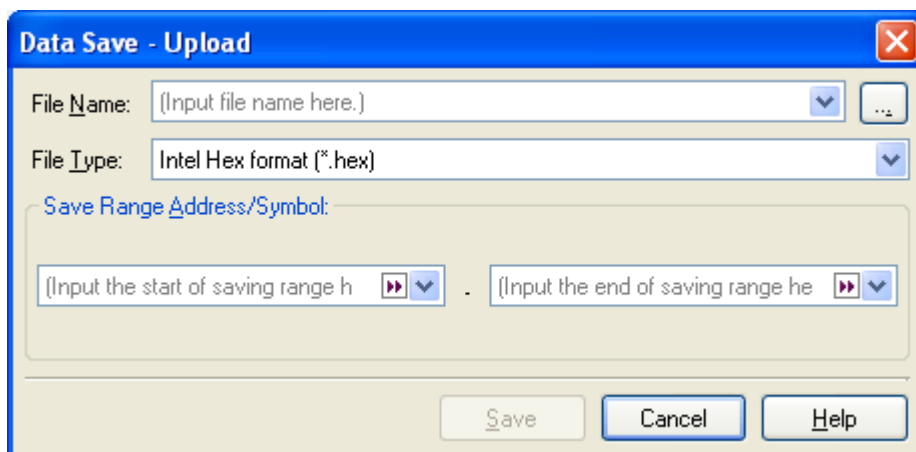 Data Save - Upload
File Name: (Input file name here.) ...
File Type: Intel Hex format (*.hex)
Save Range Address/Symbol:
(Input the start of saving range h - (Input the end of saving range he
Save Cancel Help